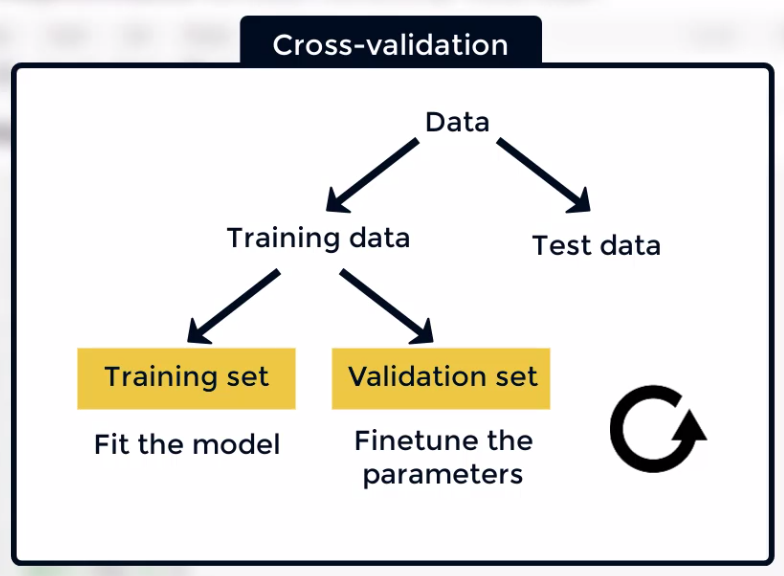 Cross-validation
Data
Training data
Test data
Training set
Validation set
Fit the model
Finetune the
parameters